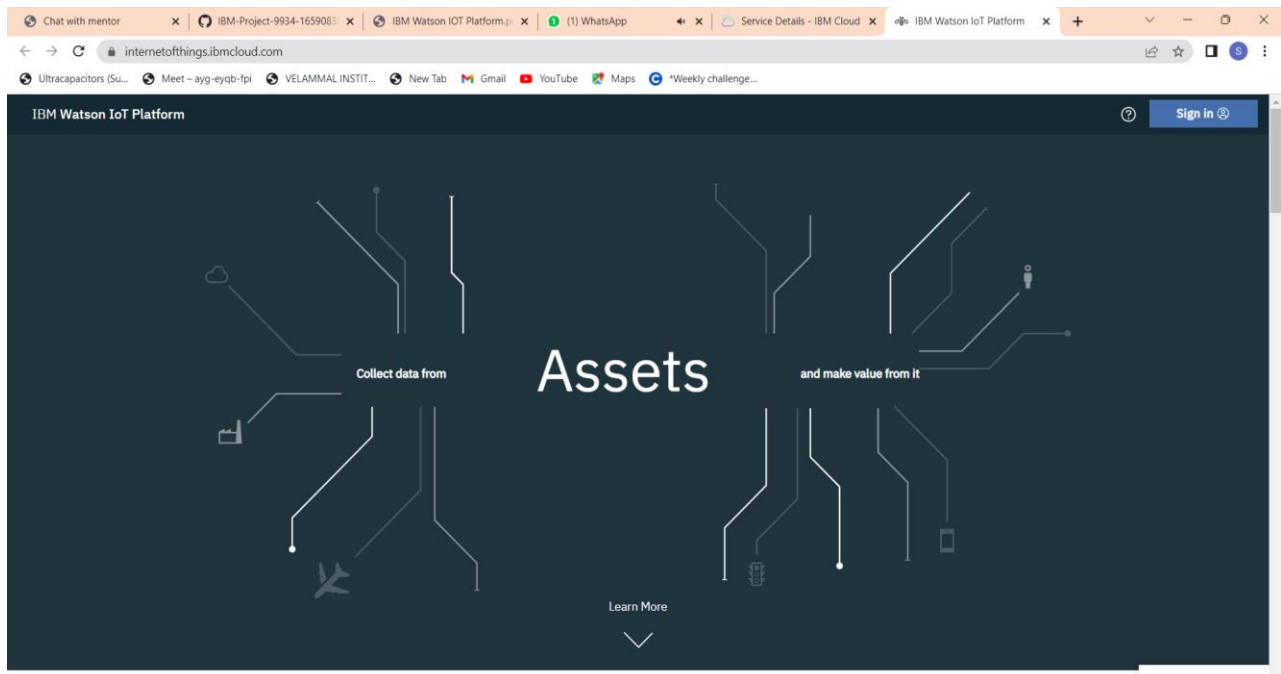 Chat with mentor
IBM-Project-9934-1659083
IBM Watson IOT Platform.p
(1) WhatsApp
Service Details - IBM Cloud
IBM Watson IoT Platform
internetofthings.ibmcloud.com
S
Ultracapacitors (Su...
Meet – ayg-eyqb-fpi
VELAMMAL INSTIT...
New Tab
Gmail
YouTube
Maps
*Weekly challenge...
IBM Watson IoT Platform
Sign in
Collect data from
Assets
and make value from it
Learn More